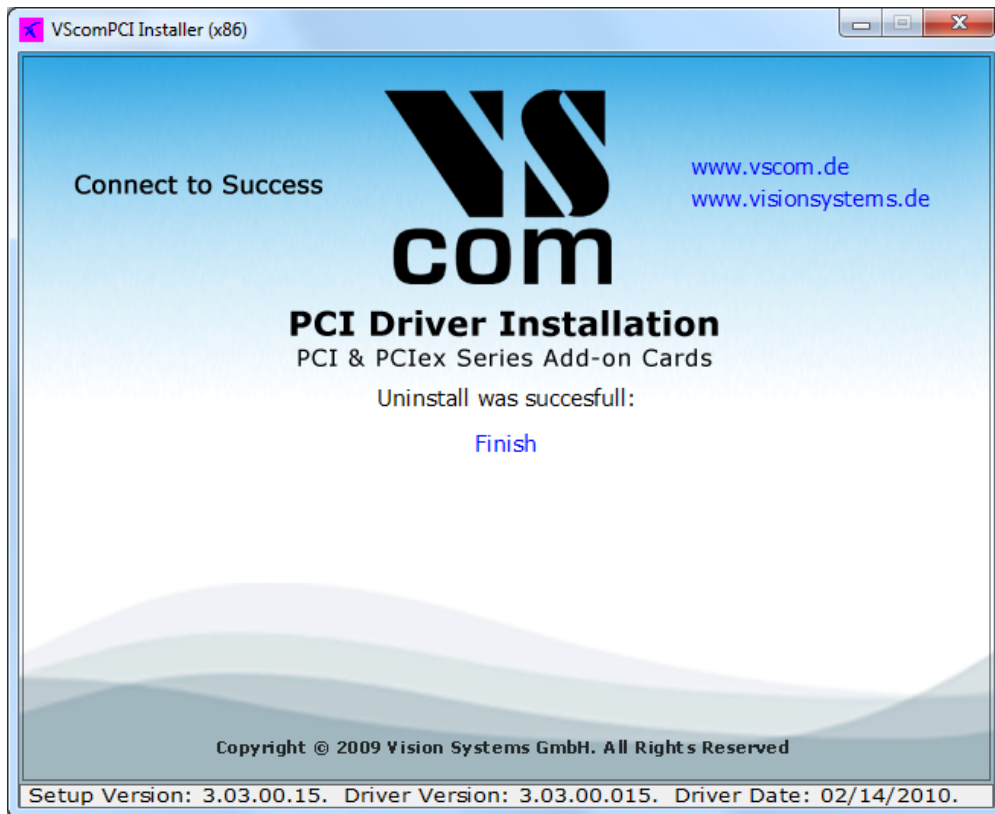 VScomPCI Installer (x86)
Connect to Success
VS
com
www.vscom.de
www.visionsystems.de
PCI Driver Installation
PCI & PCIex Series Add-on Cards
Uninstall was succesfull:
Finish
Copyright © 2009 Vision Systems GmbH. All Rights Reserved
Setup Version: 3.03.00.15. Driver Version: 3.03.00.015. Driver Date: 02/14/2010.